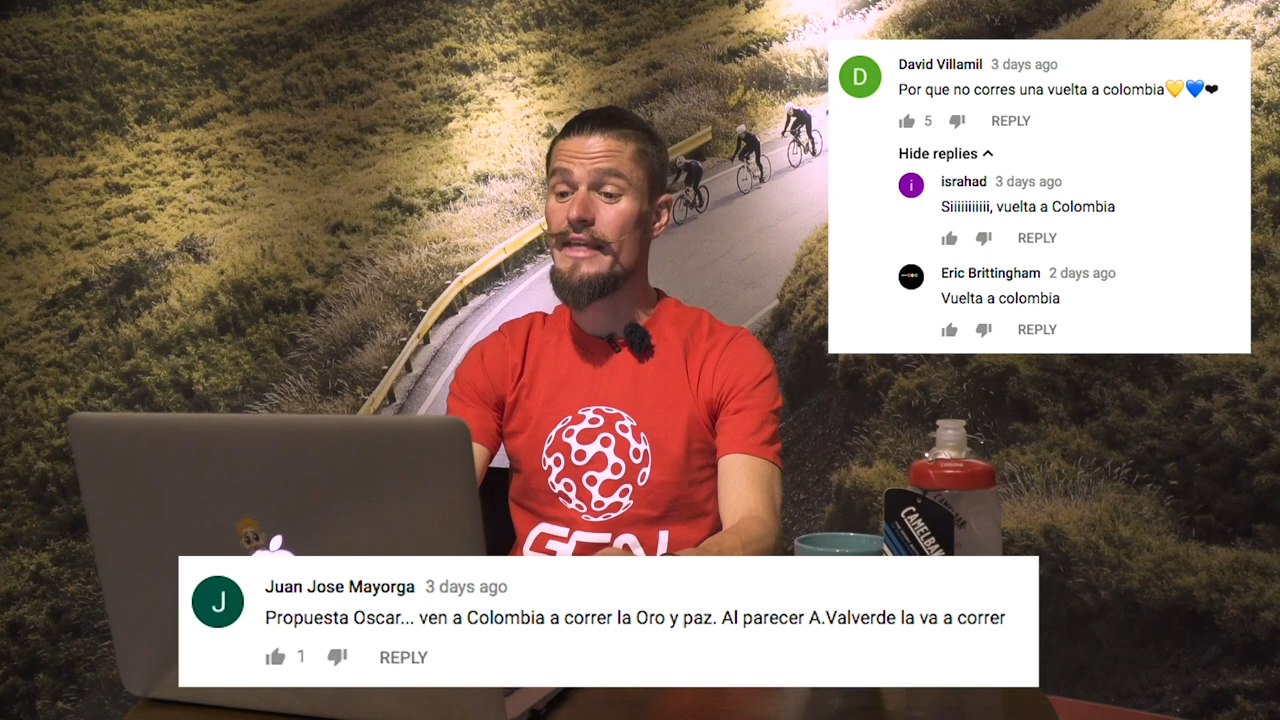 D
David Villamil 3 days ago
Por que no corres una vuelta a colombia💛💙❤
5 REPLY
Hide replies
i
israhad 3 days ago
Siiiiiiiiiii, vuelta a Colombia
REPLY
Eric Brittingham 2 days ago
Vuelta a colombia
REPLY
GCN
CAMELBAK
J
Juan Jose Mayorga 3 days ago
Propuesta Oscar... ven a Colombia a correr la Oro y paz. Al parecer A.Valverde la va a correr
1 REPLY